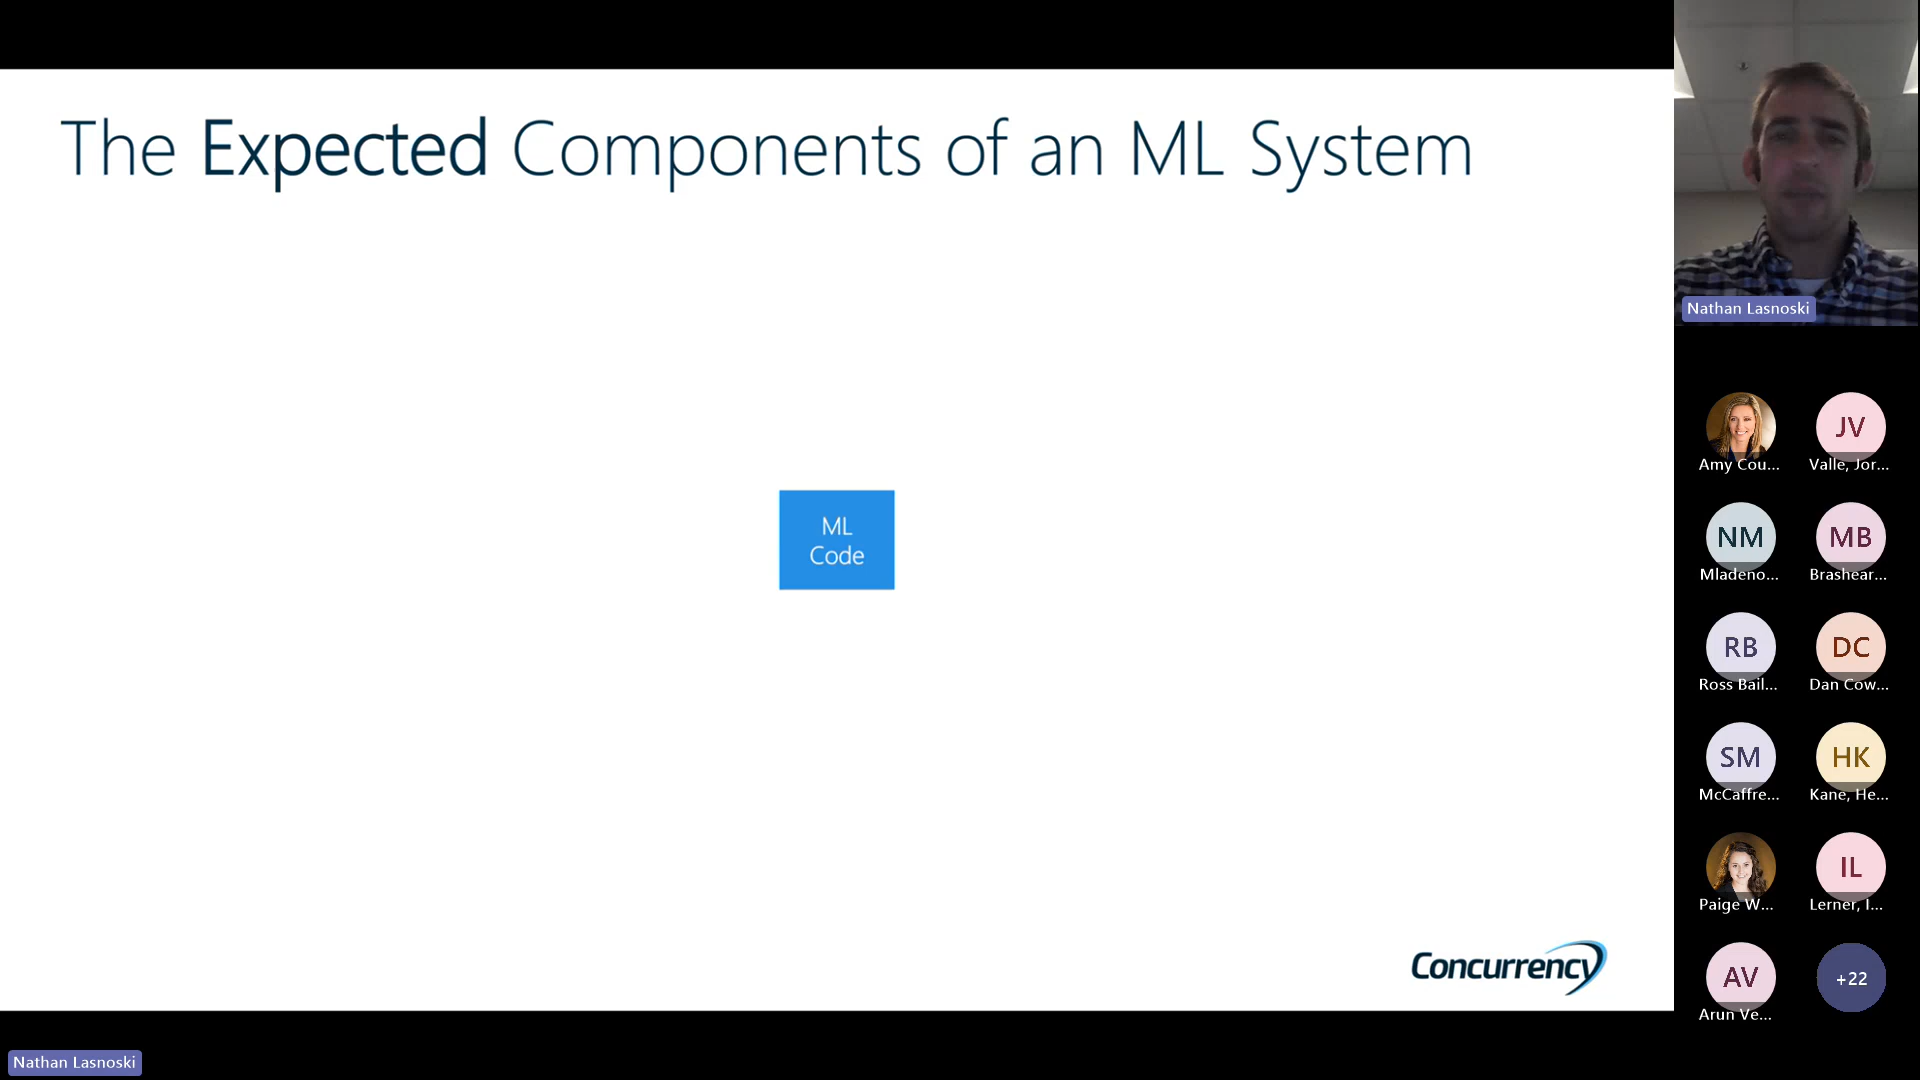 The Expected Components of an ML System
ML
Code
Concurrency
Nathan Lasnoski
Nathan Lasnoski
Amy Cou...
JV
Valle, Jor...
NM
Mladeno...
MB
Brashear...
RB
Ross Bail...
DC
Dan Cow...
SM
McCaffre...
HK
Kane, He...
Paige W...
IL
Lerner, I...
AV
Arun Ve...
+22